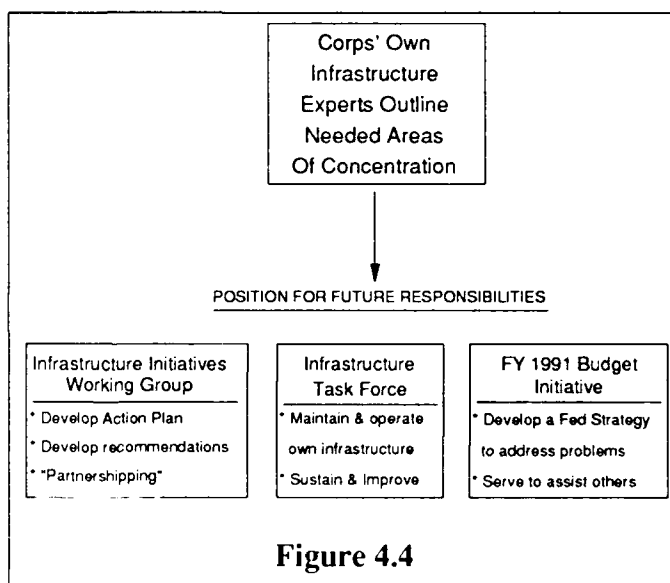 Corps' Own
Infrastructure
Experts Outline
Needed Areas
Of Concentration
POSITION FOR FUTURE RESPONSIBILITIES
Infrastructure Initiatives
Working Group
* Develop Action Plan
* Develop recommendations
* "Partnershipping"
Infrastructure
Task Force
* Maintain & operate
own infrastructure
* Sustain & Improve
FY 1991 Budget
Initiative
* Develop a Fed Strategy
to address problems
* Serve to assist others
Figure 4.4